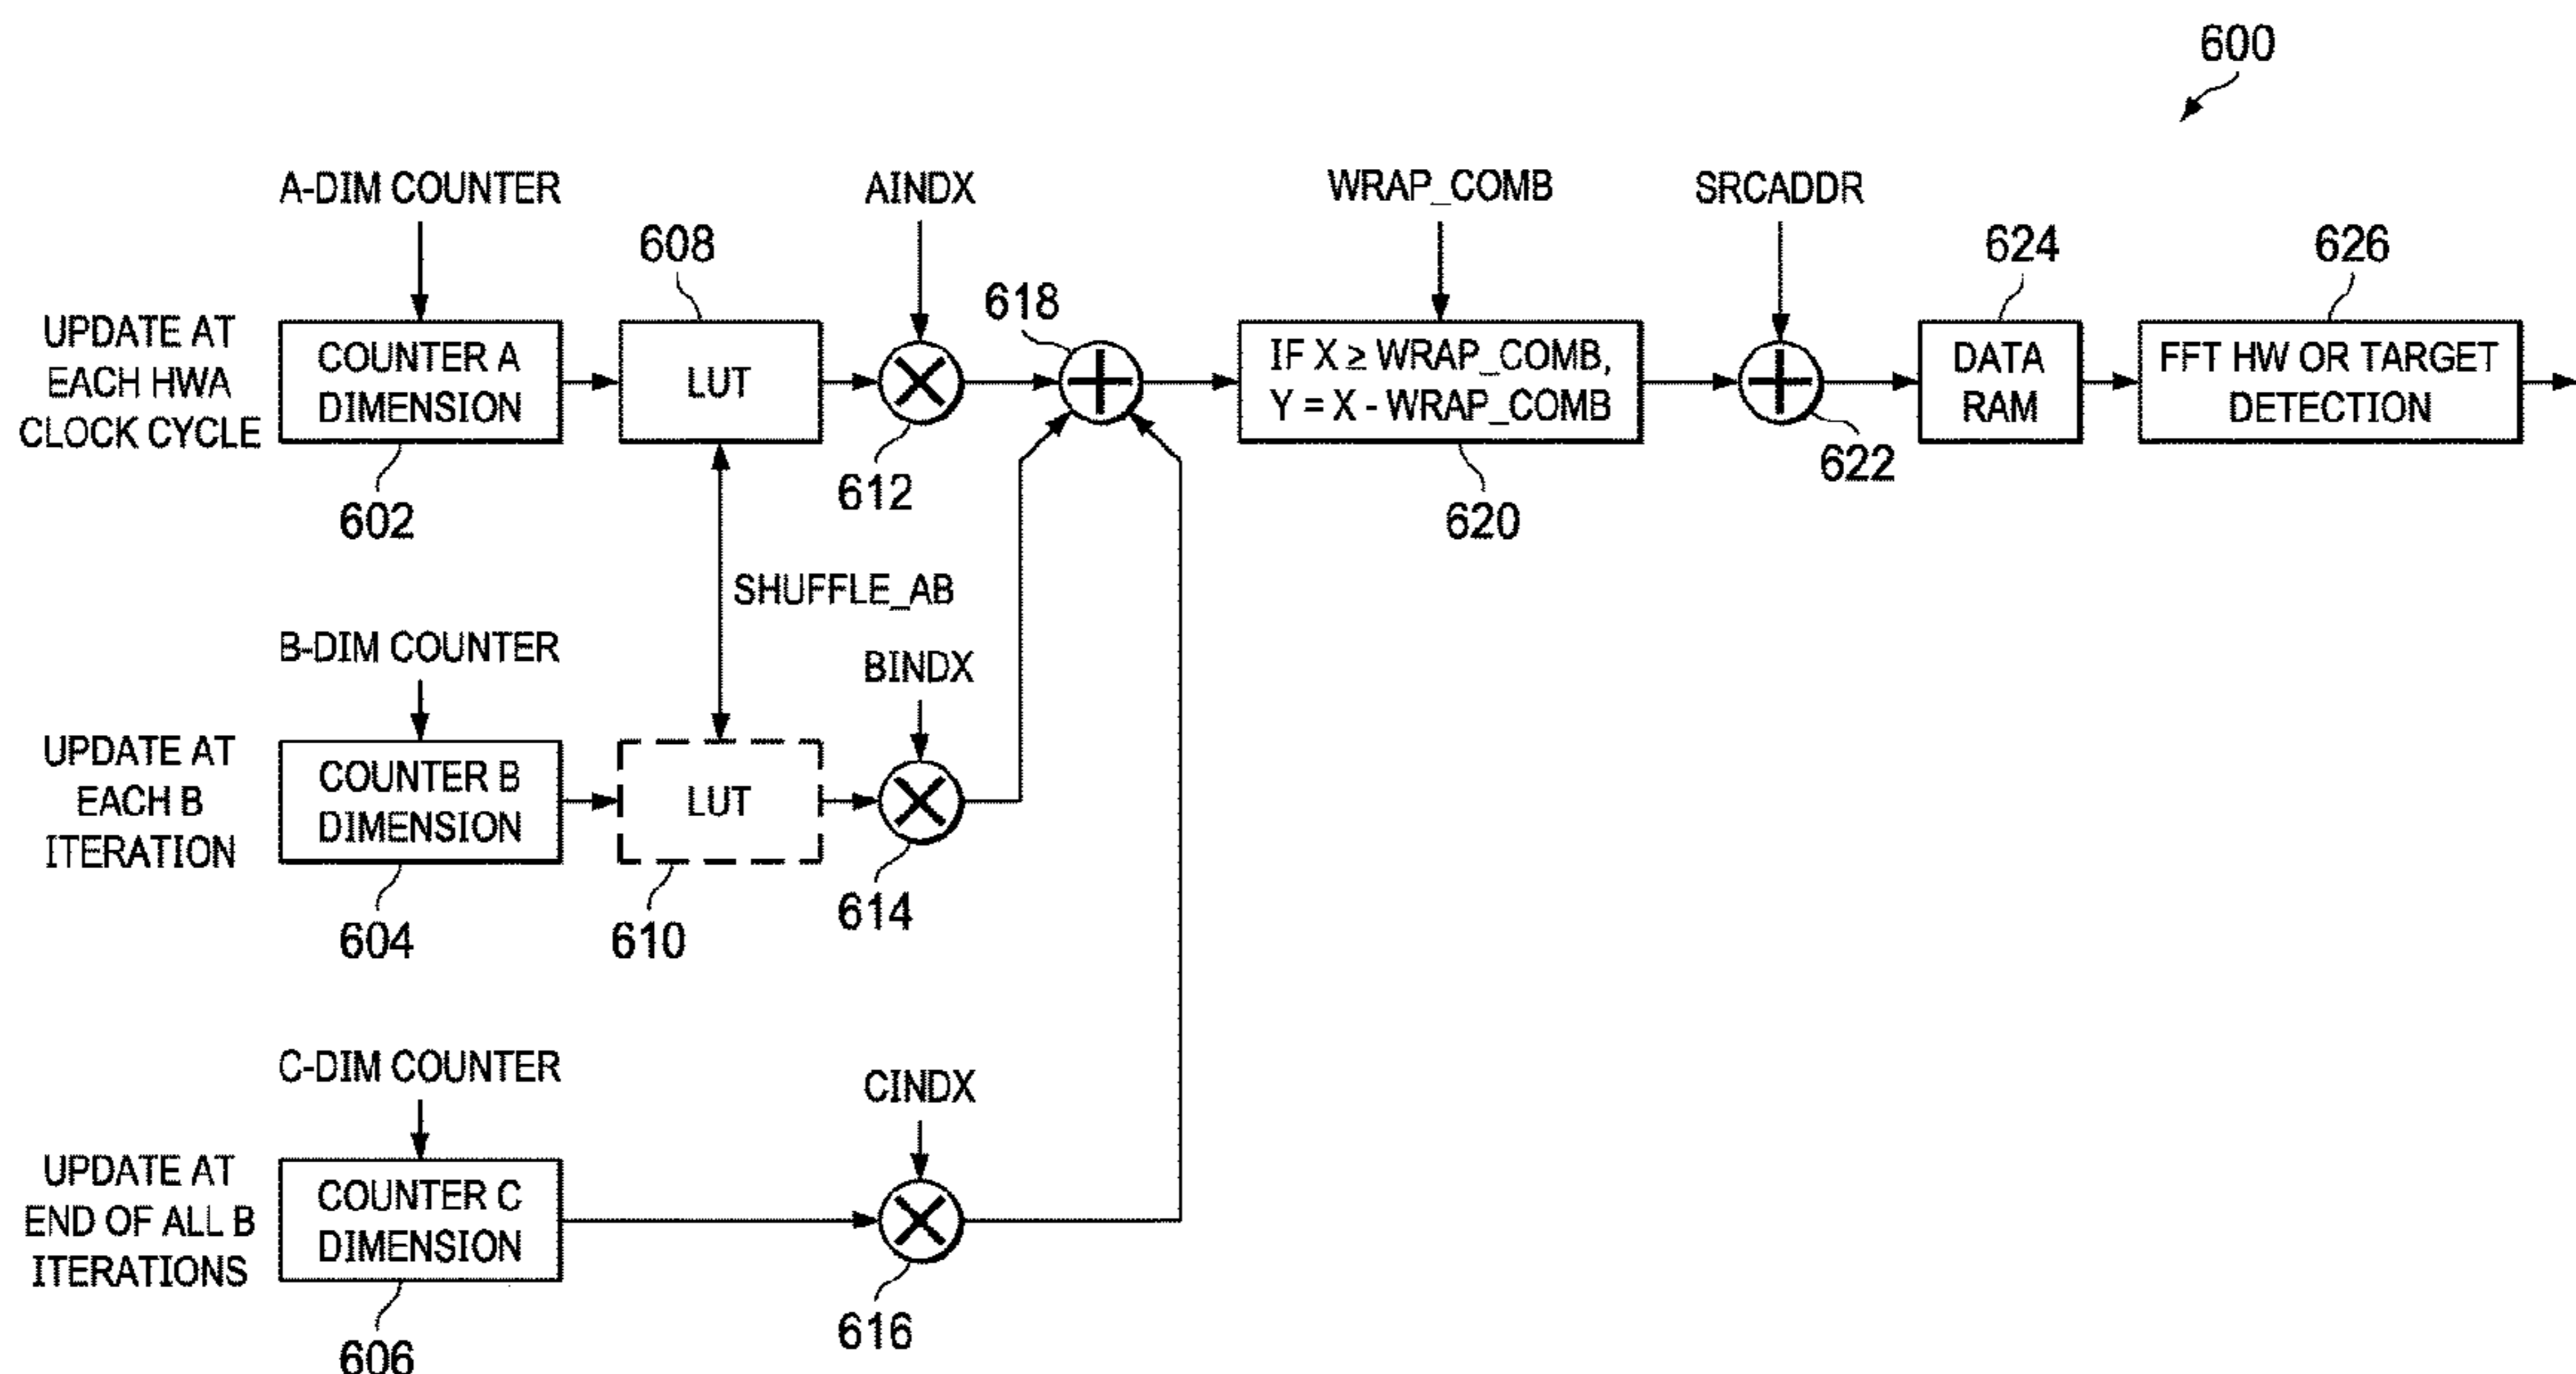 600
A-DIM COUNTER
AINDX
WRAP_COMB
SRCADDR
608
618
624
626
UPDATE AT
EACH HWA
CLOCK CYCLE
COUNTER A
DIMENSION
LUT
IF X ≥ WRAP_COMB,
Y = X - WRAP_COMB
DATA
RAM
FFT HW OR TARGET
DETECTION
602
612
620
622
SHUFFLE_AB
B-DIM COUNTER
BINDX
UPDATE AT
EACH B
ITERATION
COUNTER B
DIMENSION
LUT
604
610
614
C-DIM COUNTER
CINDX
UPDATE AT
END OF ALL B
ITERATIONS
COUNTER C
DIMENSION
606
616